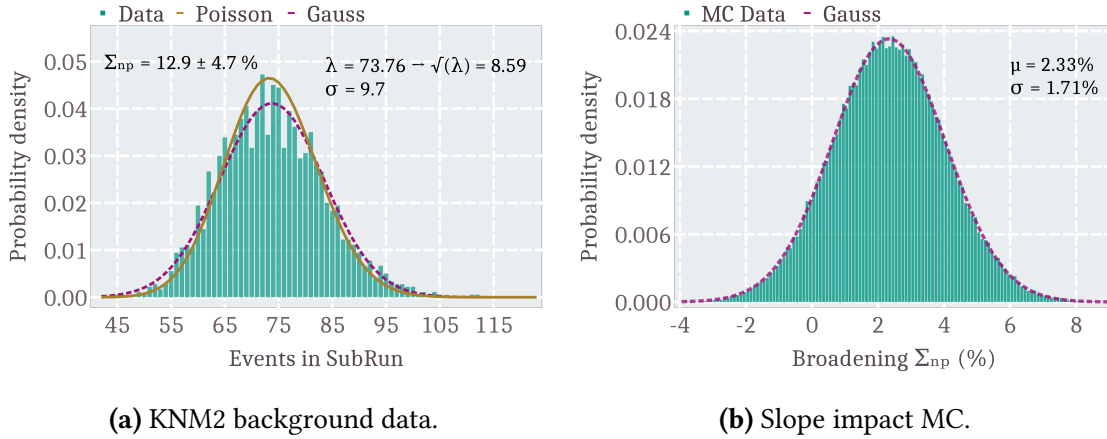 Data Poisson Gauss
Σnp = 12.9 ± 4.7 %
λ = 73.76 → √(λ) = 8.59
σ = 9.7
Probability density
0.05
0.04
0.03
0.02
0.01
0.00
45 55 65 75 85 95 105 115
Events in SubRun
(a) KNM2 background data.
MC Data Gauss
μ = 2.33%
σ = 1.71%
Probability density
0.024
0.018
0.012
0.006
0.000
-4 -2 0 2 4 6 8
Broadening Σnp (%)
(b) Slope impact MC.